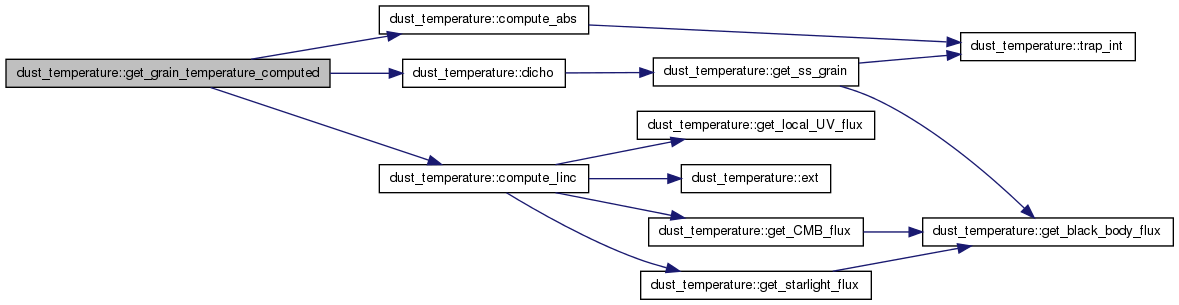 dust_temperature::compute_abs
dust_temperature::trap_int
dust_temperature::get_grain_temperature_computed
dust_temperature::dicho
dust_temperature::get_ss_grain
dust_temperature::get_local_UV_flux
dust_temperature::compute_Iinc
dust_temperature::ext
dust_temperature::get_CMB_flux
dust_temperature::get_black_body_flux
dust_temperature::get_starlight_flux